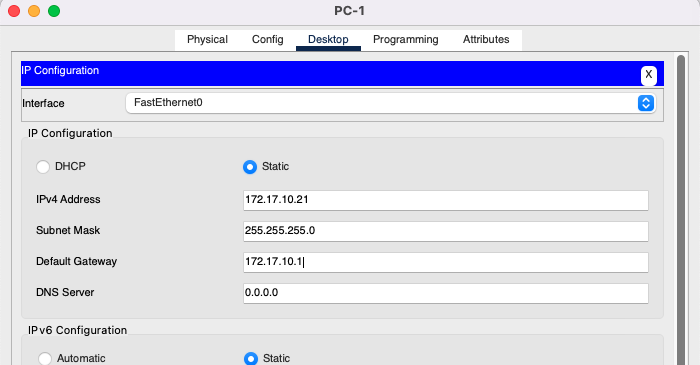 PC-1
Physical Config Desktop Programming Attributes
IP Configuration
X
Interface FastEthernet0
IP Configuration
DHCP Static
IPv4 Address 172.17.10.21
Subnet Mask 255.255.255.0
Default Gateway 172.17.10.1
DNS Server 0.0.0.0
IPv6 Configuration
Automatic Static